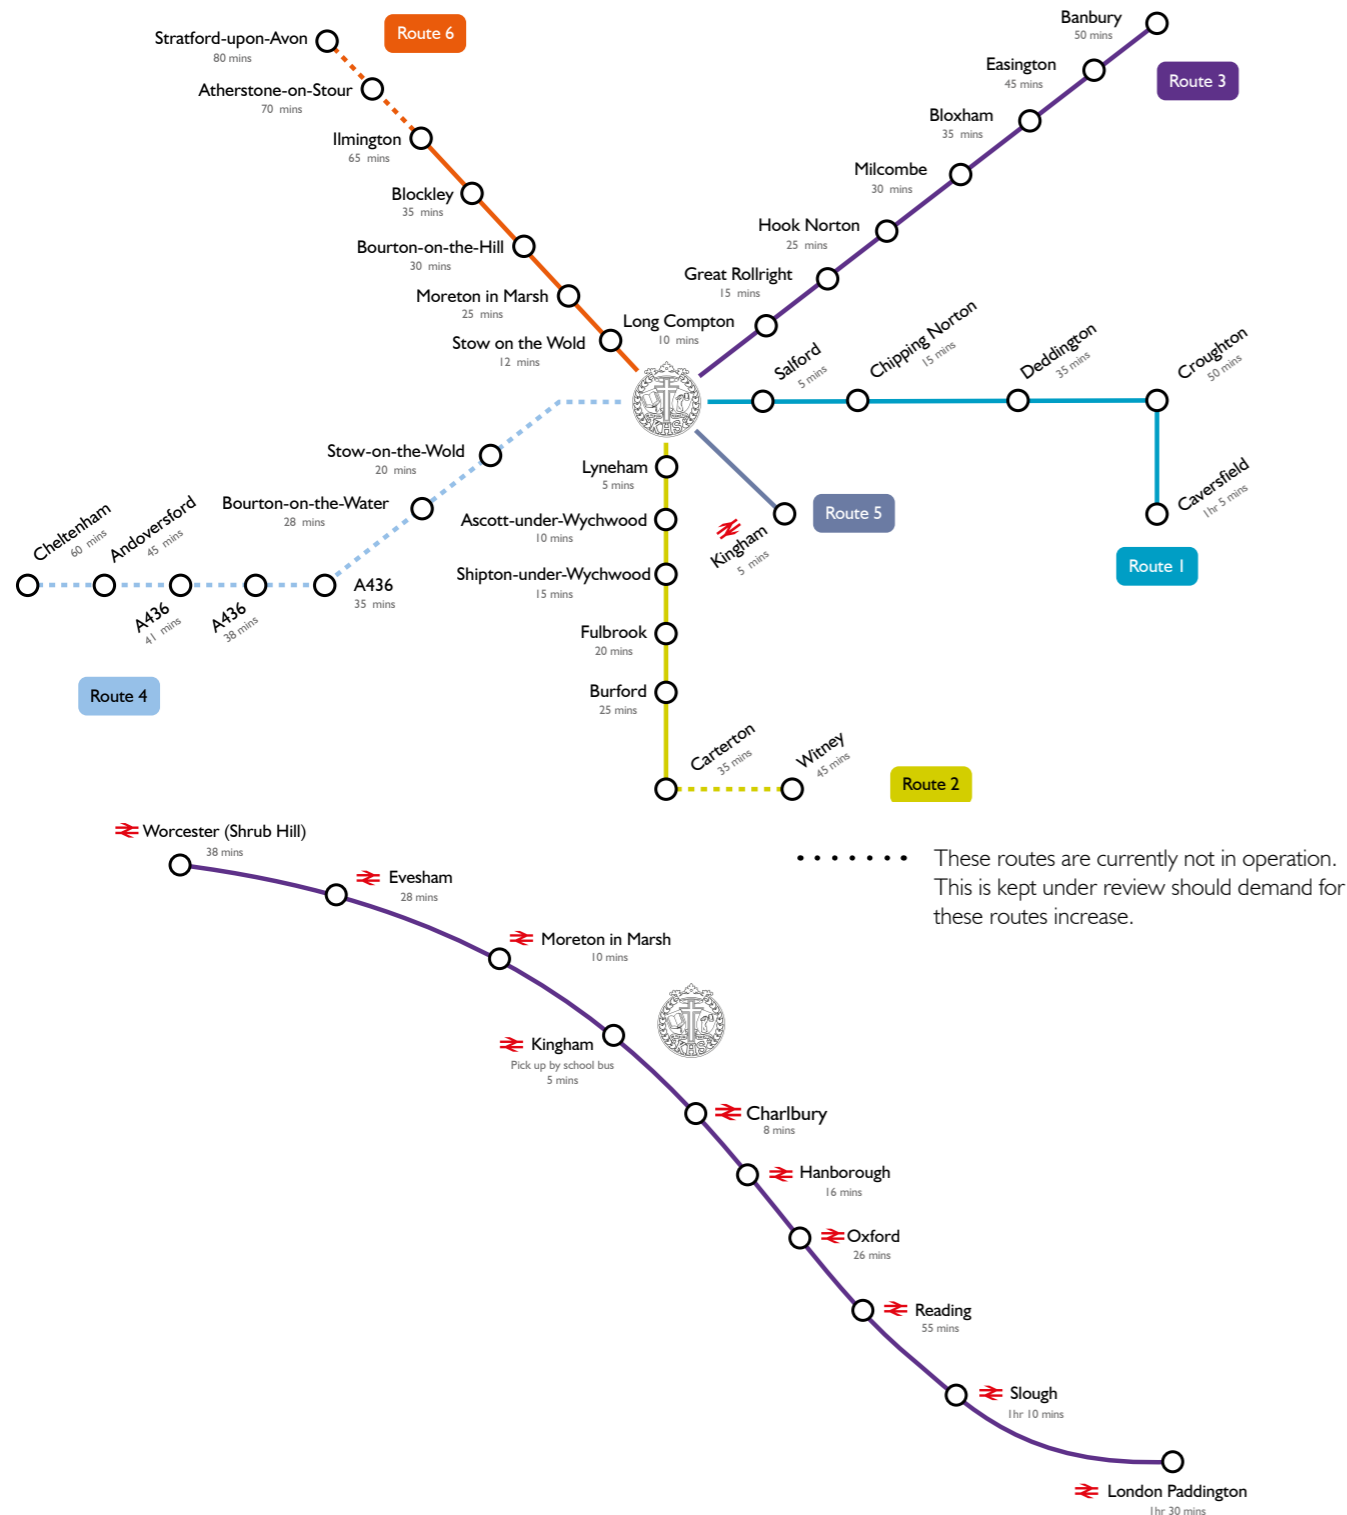 Stratford-upon-Avon
80 mins
Route 6
Atherstone-on-Stour
70 mins
Ilmington
65 mins
Blockley
35 mins
Bourton-on-the-Hill
30 mins
Moreton in Marsh
25 mins
Stow on the Wold
12 mins
Banbury
50 mins
Easington
45 mins
Route 3
Bloxham
35 mins
Milcombe
30 mins
Hook Norton
25 mins
Great Rollright
15 mins
Long Compton
10 mins
KHS
Salford
5 mins
Chipping Norton
15 mins
Deddington
35 mins
Croughton
50 mins
Caversfield
1hr 5 mins
Route 1
Stow-on-the-Wold
20 mins
Bourton-on-the-Water
28 mins
A436
35 mins
A436
38 mins
A436
41 mins
Andoversford
45 mins
Cheltenham
60 mins
Route 4
Lyneham
5 mins
Ascott-under-Wychwood
10 mins
Shipton-under-Wychwood
15 mins
Fulbrook
20 mins
Burford
25 mins
Carterton
35 mins
Witney
45 mins
Route 2
Kingham
5 mins
Route 5
These routes are currently not in operation.
This is kept under review should demand for
these routes increase.
Worcester (Shrub Hill)
38 mins
Evesham
28 mins
Moreton in Marsh
10 mins
KHS
Kingham
Pick up by school bus
5 mins
Charlbury
8 mins
Hanborough
16 mins
Oxford
26 mins
Reading
55 mins
Slough
1hr 10 mins
London Paddington
1hr 30 mins